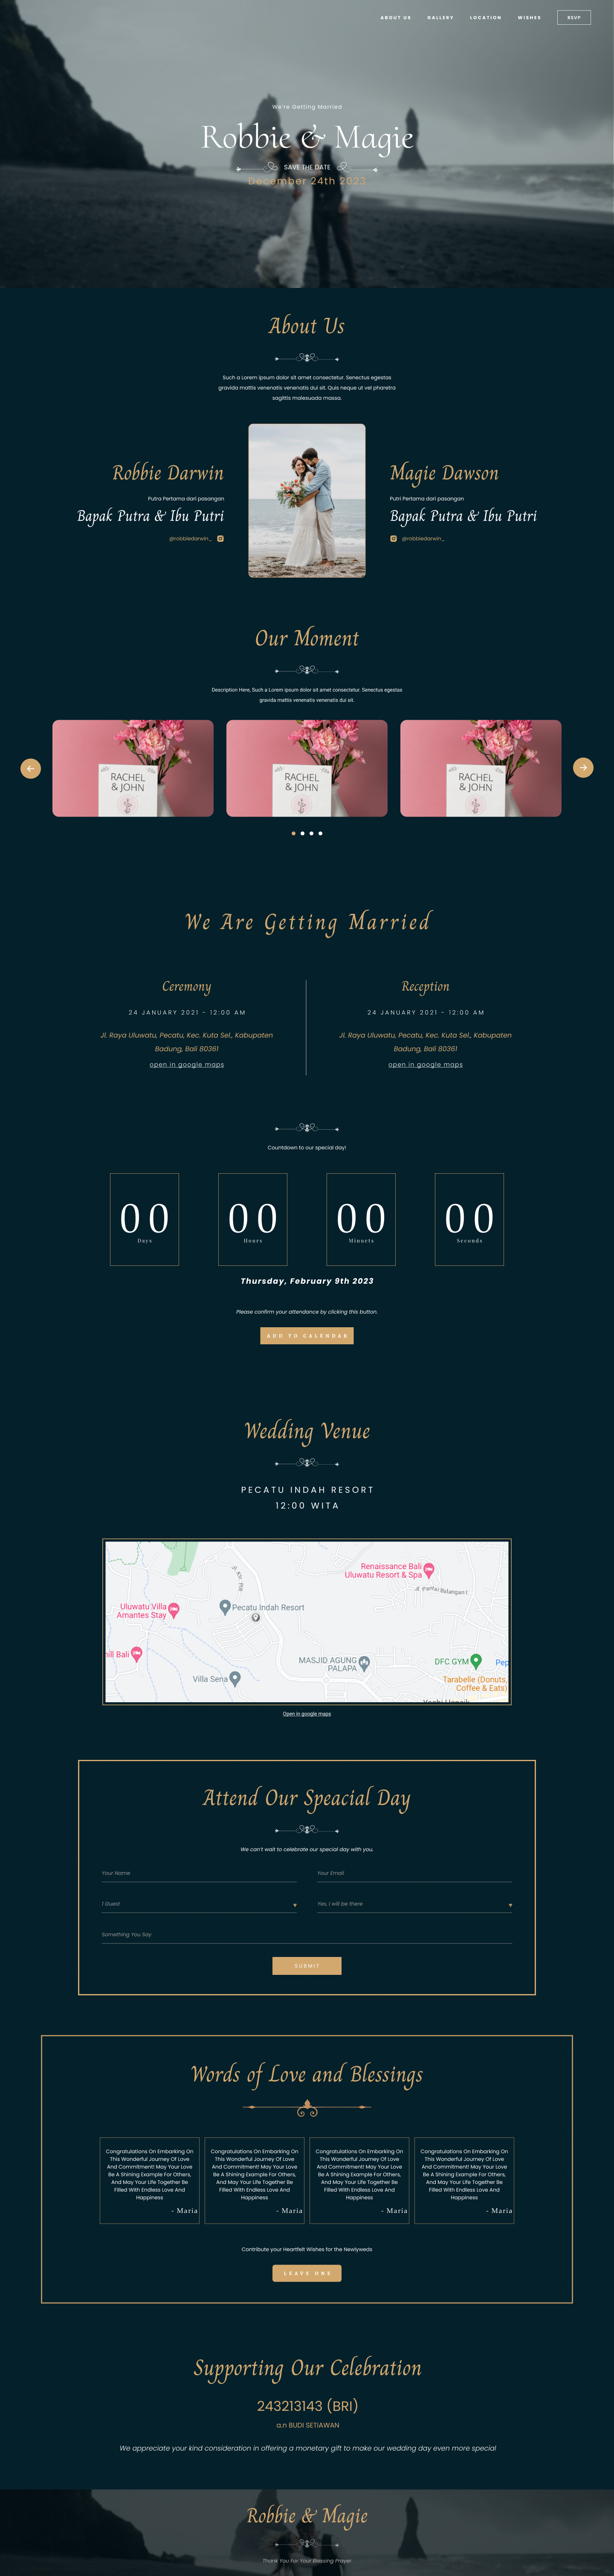 ABOUT US
GALLERY
LOCATION
WISHES
RSVP
We're Getting Married
Robbie & Magie
SAVE THE DATE
December 24th 2023
About Us
Such a Lorem ipsum dolor sit amet consectetur. Senectus egestas
gravida mattis venenatis venenatis dui sit. Quis neque ut vel pharetra
sagittis malesuada massa.
Robbie Darwin
Putra Pertama dari pasangan
Bapak Putra & Ibu Putri
@robbiedarwin_
Magie Dawson
Putri Pertama dari pasangan
Bapak Putra & Ibu Putri
@robbiedarwin_
Our Moment
Description Here, Such a Lorem ipsum dolor sit amet consectetur. Senectus egestas
gravida mattis venenatis venenatis dui sit.
RACHEL
& JOHN
RACHEL
& JOHN
RACHEL
& JOHN
We Are Getting Married
Ceremony
24 JANUARY 2021 - 12:00 AM
Jl. Raya Uluwatu, Pecatu, Kec. Kuta Sel., Kabupaten
Badung, Bali 80361
open in google maps
Reception
24 JANUARY 2021 - 12:00 AM
Jl. Raya Uluwatu, Pecatu, Kec. Kuta Sel., Kabupaten
Badung, Bali 80361
open in google maps
Countdown to our special day!
00
Days
00
Hours
00
Minuets
00
Seconds
Thursday, February 9th 2023
Please confirm your attendance by clicking this button.
ADD TO CALENDAR
Wedding Venue
PECATU INDAH RESORT
12:00 WITA
Renaissance Bali
Uluwatu Resort & Spa
Jl. Pantai Balangan I
Uluwatu Villa
Amantes Stay
Pecatu Indah Resort
hill Bali
MASJID AGUNG
PALAPA
DFC GYM
Pep
Villa Sena
Tarabelle (Donuts,
Coffee & Eats)
Open in google maps
Attend Our Speacial Day
We can't wait to celebrate our special day with you.
Your Name
Your Email
1 Guest
Yes, I will be there
Something You Say
SUBMIT
Words of Love and Blessings
Congratulations On Embarking On
This Wonderful Journey Of Love
And Commitment! May Your Love
Be A Shining Example For Others,
And May Your Life Together Be
Filled With Endless Love And
Happiness
- Maria
Congratulations On Embarking On
This Wonderful Journey Of Love
And Commitment! May Your Love
Be A Shining Example For Others,
And May Your Life Together Be
Filled With Endless Love And
Happiness
- Maria
Congratulations On Embarking On
This Wonderful Journey Of Love
And Commitment! May Your Love
Be A Shining Example For Others,
And May Your Life Together Be
Filled With Endless Love And
Happiness
- Maria
Congratulations On Embarking On
This Wonderful Journey Of Love
And Commitment! May Your Love
Be A Shining Example For Others,
And May Your Life Together Be
Filled With Endless Love And
Happiness
- Maria
Contribute your Heartfelt Wishes for the Newlyweds
LEAVE ONE
Supporting Our Celebration
243213143 (BRI)
a.n BUDI SETIAWAN
We appreciate your kind consideration in offering a monetary gift to make our wedding day even more special
Robbie & Magie
Thank You For Your Blessing Prayer